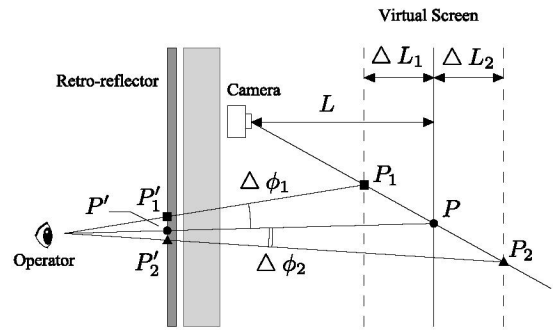 Virtual Screen
△ L₁ △ L₂
Retro-reflector
Camera
L
△ ϕ₁
P₁
P′ P′₁
P
Operator
P′₂
△ ϕ₂
P₂